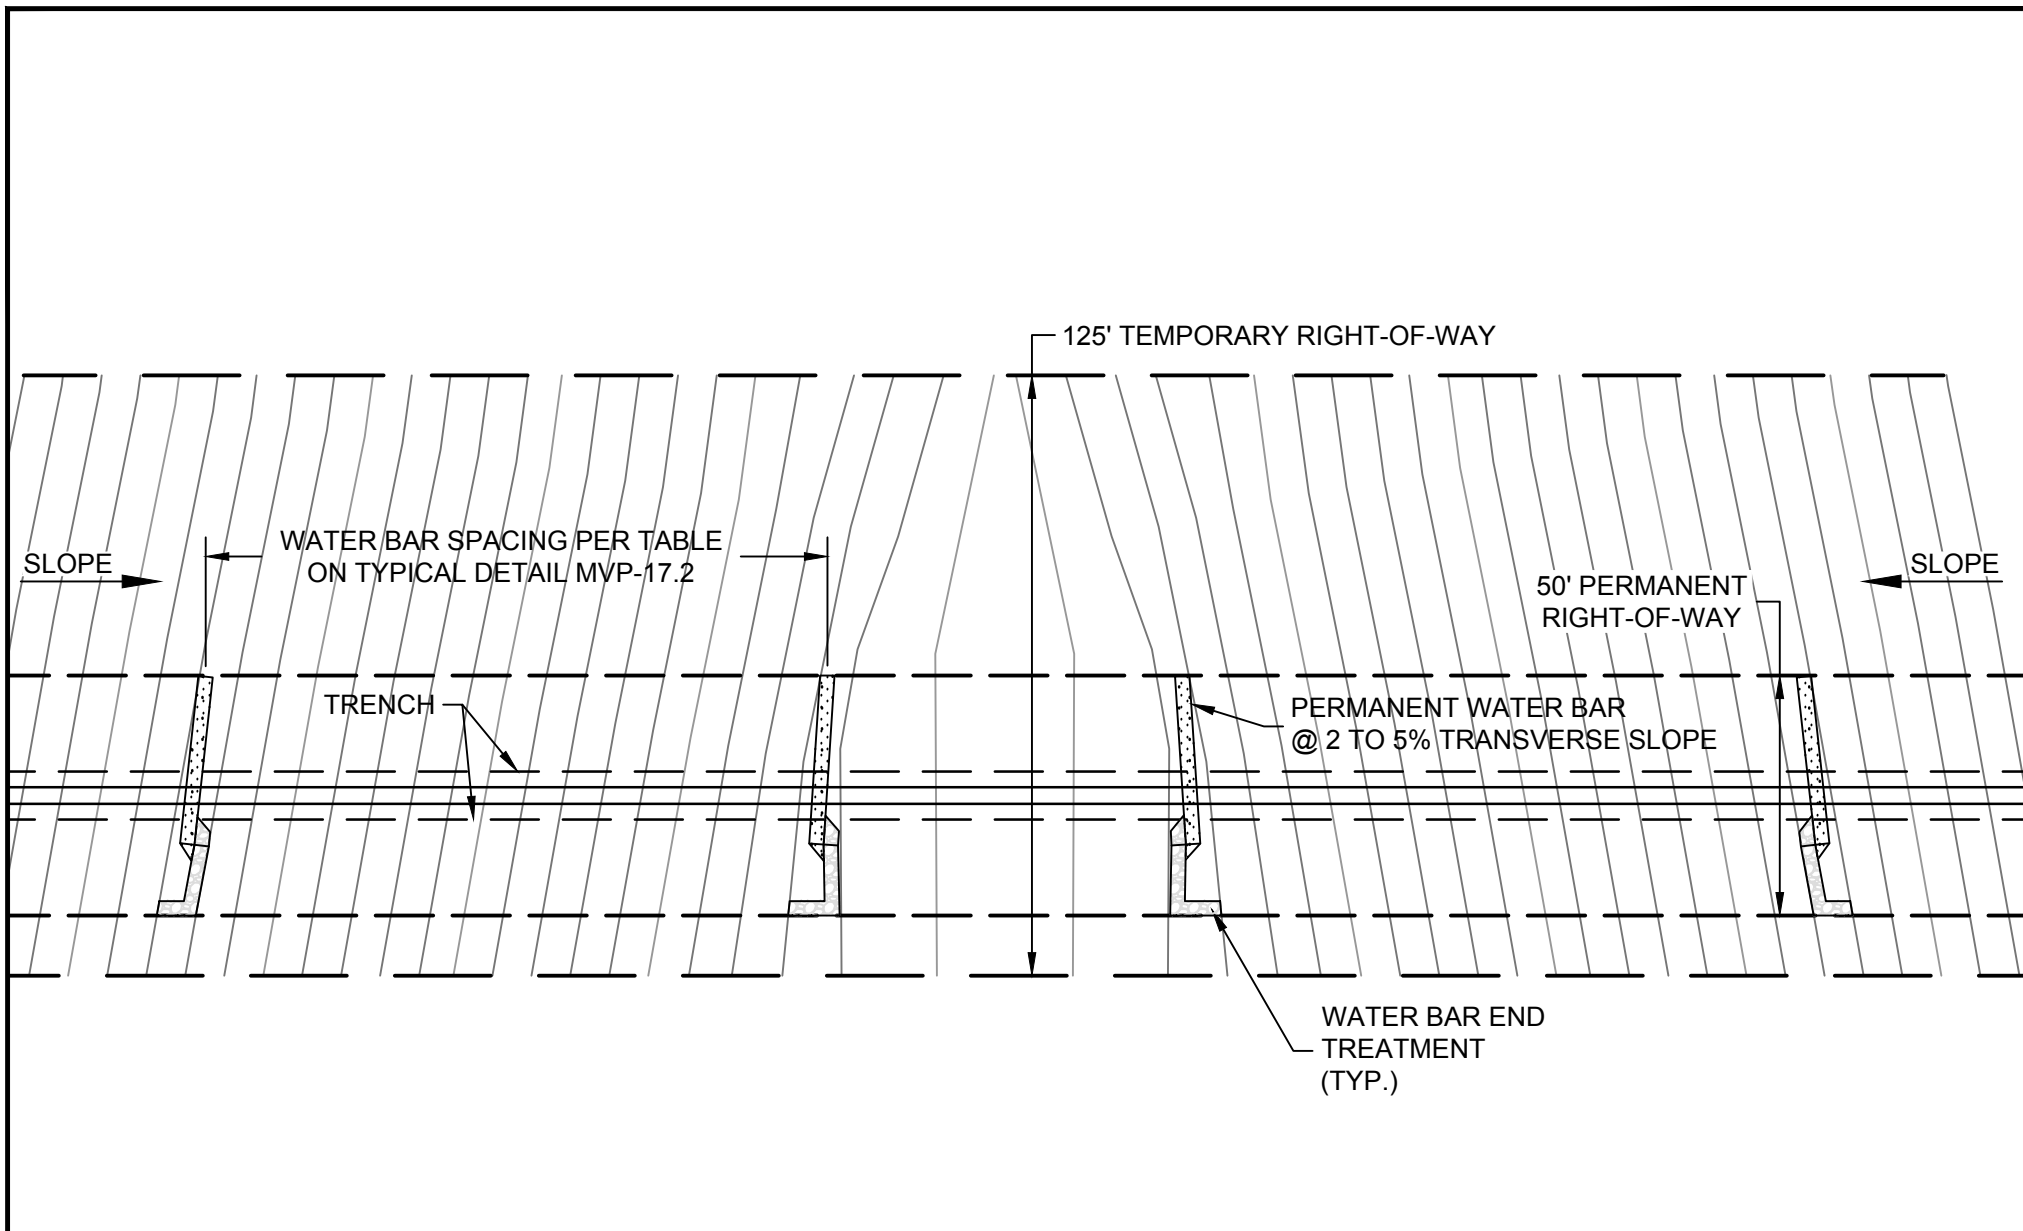 125' TEMPORARY RIGHT-OF-WAY
WATER BAR SPACING PER TABLE
ON TYPICAL DETAIL MVP-17.2
SLOPE
SLOPE
50' PERMANENT
RIGHT-OF-WAY
TRENCH
PERMANENT WATER BAR
@ 2 TO 5% TRANSVERSE SLOPE
WATER BAR END
TREATMENT
(TYP.)